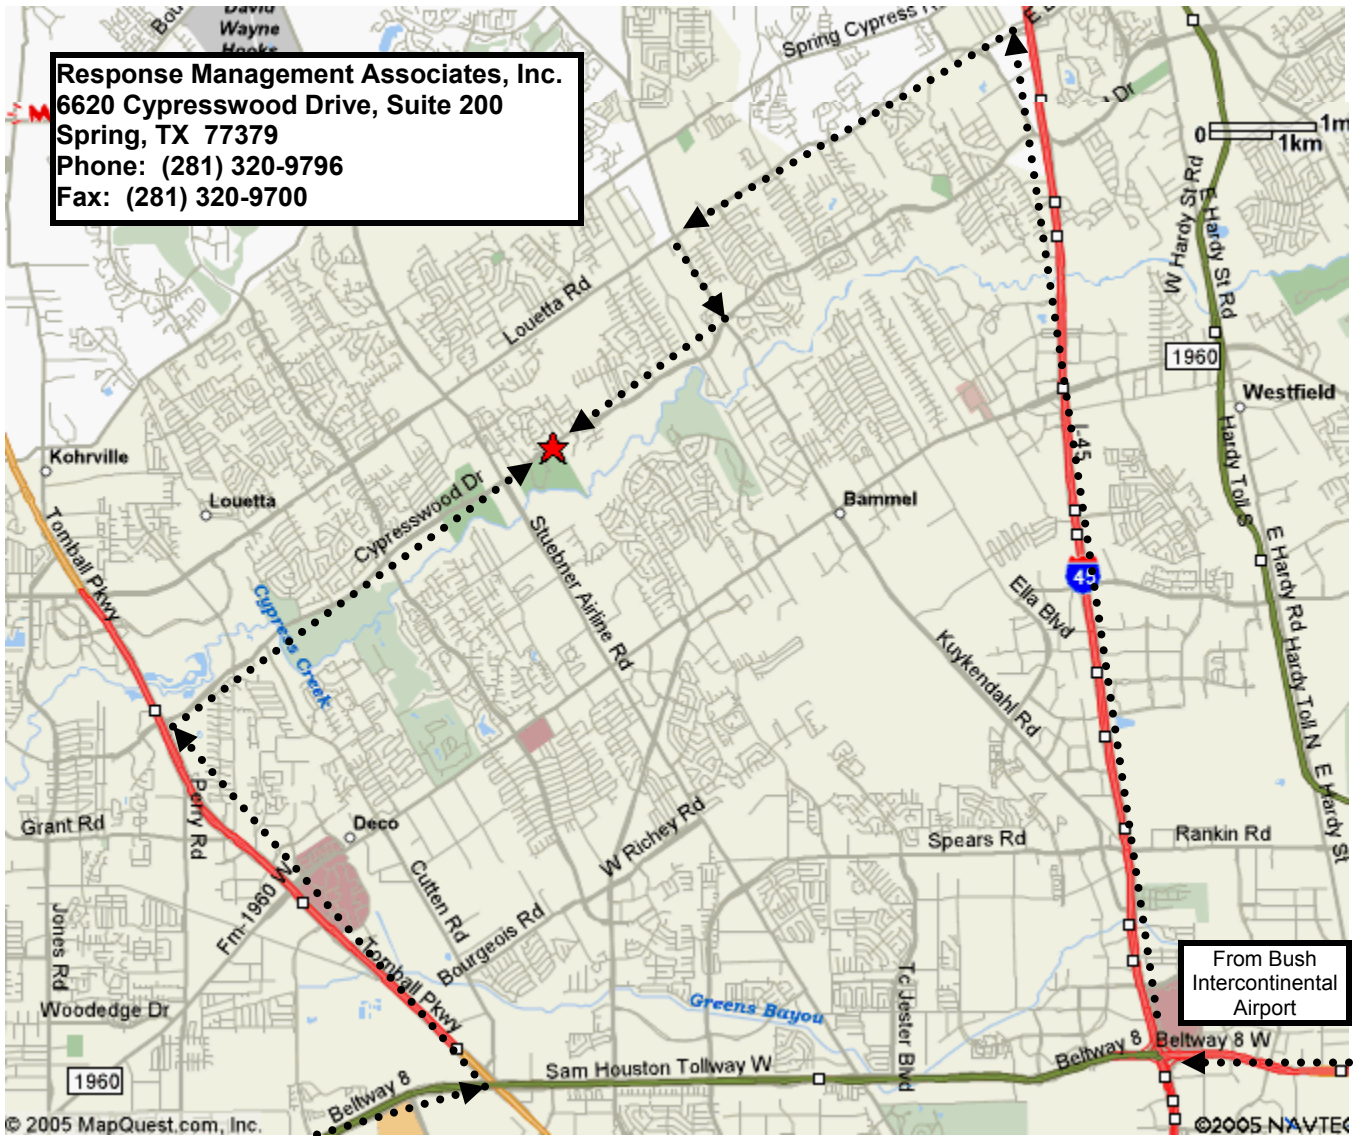 David
Wayne
Hooks
Response Management Associates, Inc.
6620 Cypresswood Drive, Suite 200
Spring, TX 77379
Phone: (281) 320-9796
Fax: (281) 320-9700
Spring Cypress
Dr
0
1m
1km
W Hardy St Rd
E Hardy St Rd
Louetta Rd
1960
Westfield
Kohrville
I-45
Hardy Toll S
Louetta
Cypresswood Dr
Bammel
Tomball Pkwy
Stuebner Airline Rd
45
Cypress Creek
Ella Blvd
E Hardy Rd
Kuykendahl Rd
Hardy Toll N
Perry Rd
E Hardy St
Grant Rd
Deco
W Richey Rd
Spears Rd
Rankin Rd
Fm-1960 W
Cutten Rd
Jones Rd
Bourgeois Rd
Tomball Pkwy
From Bush
Intercontinental
Airport
Woodedge Dr
Greens Bayou
Tc Jester Blvd
Beltway 8
Beltway 8 W
1960
Beltway 8
Sam Houston Tollway W
© 2005 MapQuest.com, Inc.
©2005 NAVTEQ